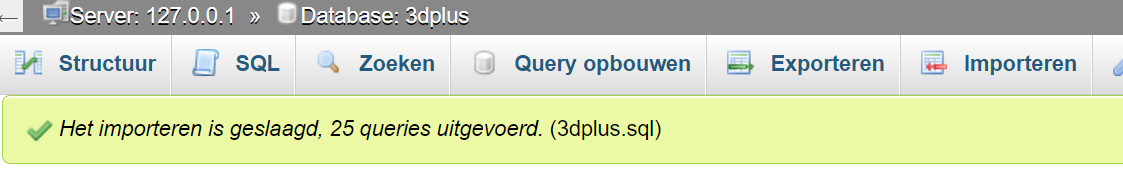 Server: 127.0.0.1 » Database: 3dplus
Structuur SQL Zoeken Query opbouwen Exporteren Importeren
Het importeren is geslaagd, 25 queries uitgevoerd. (3dplus.sql)